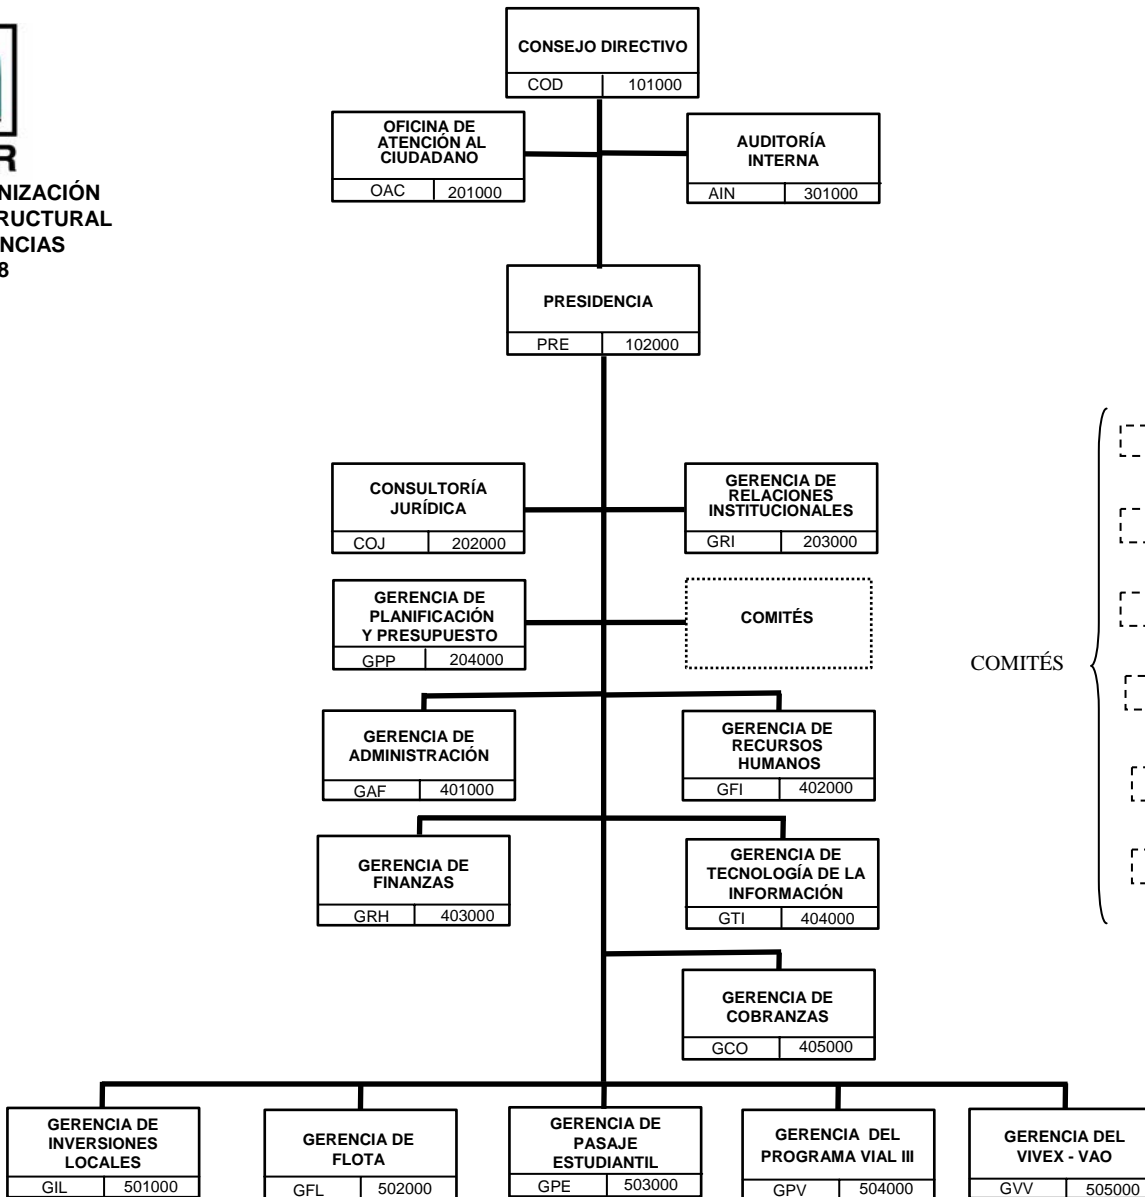 CONSEJO DIRECTIVO
COD 101000
OFICINA DE
ATENCIÓN AL
CIUDADANO
OAC 201000
AUDITORÍA
INTERNA
AIN 301000
R
NIZACIÓN
RUCTURAL
NCIAS
8
PRESIDENCIA
PRE 102000
CONSULTORÍA
JURÍDICA
COJ 202000
GERENCIA DE
RELACIONES
INSTITUCIONALES
GRI 203000
GERENCIA DE
PLANIFICACIÓN
Y PRESUPUESTO
GPP 204000
COMITÉS
COMITÉS
GERENCIA DE
ADMINISTRACIÓN
GAF 401000
GERENCIA DE
RECURSOS
HUMANOS
GFI 402000
GERENCIA DE
FINANZAS
GRH 403000
GERENCIA DE
TECNOLOGÍA DE LA
INFORMACIÓN
GTI 404000
GERENCIA DE
COBRANZAS
GCO 405000
GERENCIA DE
INVERSIONES
LOCALES
GIL 501000
GERENCIA DE
FLOTA
GFL 502000
GERENCIA DE
PASAJE
ESTUDIANTIL
GPE 503000
GERENCIA DEL
PROGRAMA VIAL III
GPV 504000
GERENCIA DEL
VIVEX - VAO
GVV 505000